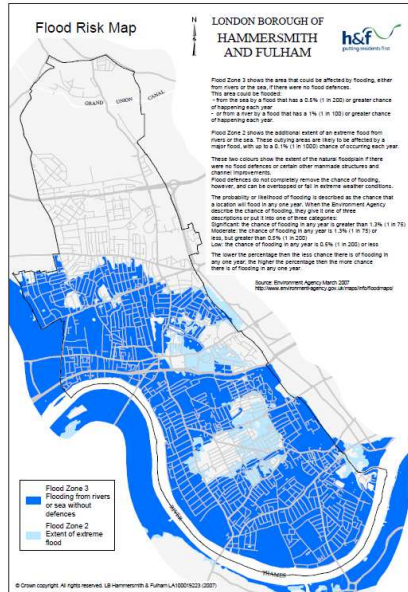 Flood Risk Map
N
LONDON BOROUGH OF
HAMMERSMITH
AND FULHAM
h&f
putting residents first
Flood Zone 3 shows the area that could be affected by flooding, either
from rivers or the sea, if there were no flood defences.
This area could be flooded:
- from the sea by a flood that has a 0.5% (1 in 200) or greater chance
of happening each year
- or from a river by a flood that has a 1% (1 in 100) or greater chance
of happening each year.
Flood Zone 2 shows the additional extent of an extreme flood from
rivers or the sea. These outlying areas are likely to be affected by a
major flood, with up to a 0.1% (1 in 1000) chance of occurring each year.
These two colours show the extent of the natural floodplain if there
were no flood defences or certain other manmade structures and
channel improvements.
Flood defences do not completely remove the chance of flooding,
however, and can be overtopped or fail in extreme weather conditions.
The probability or likelihood of flooding is described as the chance that
a location will flood in any one year. When the Environment Agency
describe the chance of flooding, they give it one of three
descriptions or put it into one of three categories:
Significant: the chance of flooding in any year is greater than 1.3% (1 in 75)
Moderate: the chance of flooding in any year is 1.3% (1 in 75) or
less, but greater than 0.5% (1 in 200)
Low: the chance of flooding in any year is 0.5% (1 in 200) or less
The lower the percentage then the less chance there is of flooding in
any one year, the higher the percentage then the more chance
there is of flooding in any one year.
Source: Environment Agency March 2007
http://www.environment-agency.gov.uk/maps/info/floodmaps/
GRAND UNION CANAL
Flood Zone 3
Flooding from rivers
or sea without
defences
Flood Zone 2
Extent of extreme
flood
RIVER
THAMES
© Crown copyright. All rights reserved. LB Hammersmith & Fulham LA100019223 (2007)